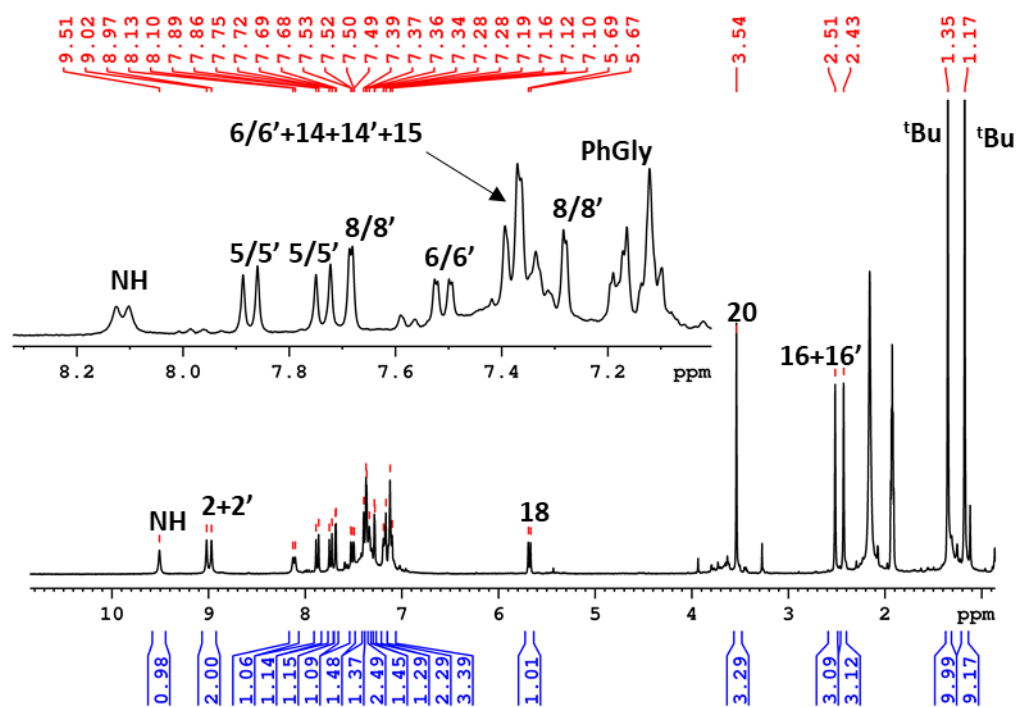 9.51 9.02 8.97 8.13 8.10 7.89 7.86 7.75 7.72 7.69 7.68 7.53 7.52 7.50 7.49 7.39 7.37 7.36 7.34 7.28 7.28 7.19 7.16 7.12 7.10 5.69 5.67 3.54 2.51 2.43 1.35 1.17
6/6’+14+14’+15
PhGly
ᵗBu ᵗBu
8/8’
8/8’
5/5’ 5/5’
6/6’
NH
20
16+16’
8.2 8.0 7.8 7.6 7.4 7.2 ppm
NH
2+2’
18
10 9 8 7 6 5 4 3 2 ppm
0.98 2.00 1.06 1.14 1.15 1.09 1.48 1.37 2.49 1.45 1.29 2.29 3.39 1.01 3.29 3.09 3.12 9.99 9.17